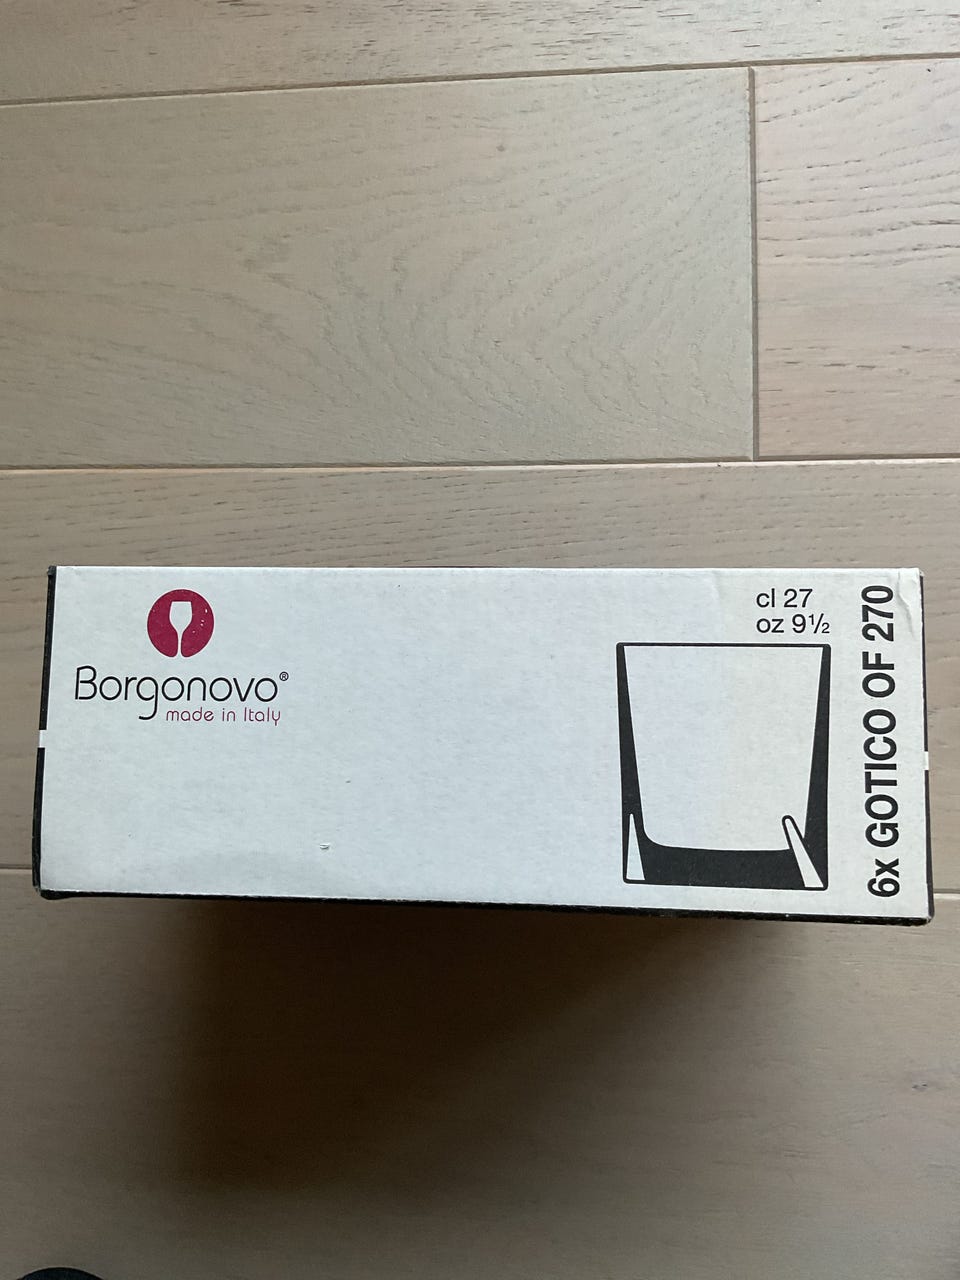 Borgonovo®
made in Italy
cl 27
oz 9½
6x GOTICO OF 270